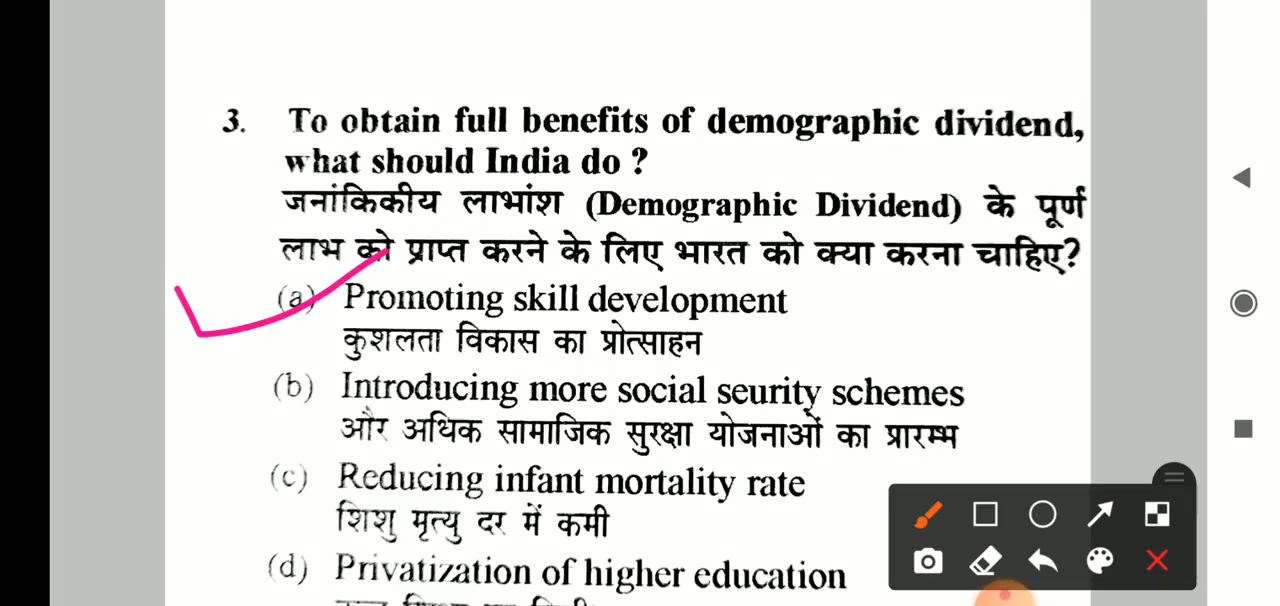 3. To obtain full benefits of demographic dividend,
what should India do ?
जनांकिकीय लाभांश (Demographic Dividend) के पूर्ण
लाभ को प्राप्त करने के लिए भारत को क्या करना चाहिए?
(a) Promoting skill development
कुशलता विकास का प्रोत्साहन
(b) Introducing more social seurity schemes
और अधिक सामाजिक सुरक्षा योजनाओं का प्रारम्भ
(c) Reducing infant mortality rate
शिशु मृत्यु दर में कमी
(d) Privatization of higher education